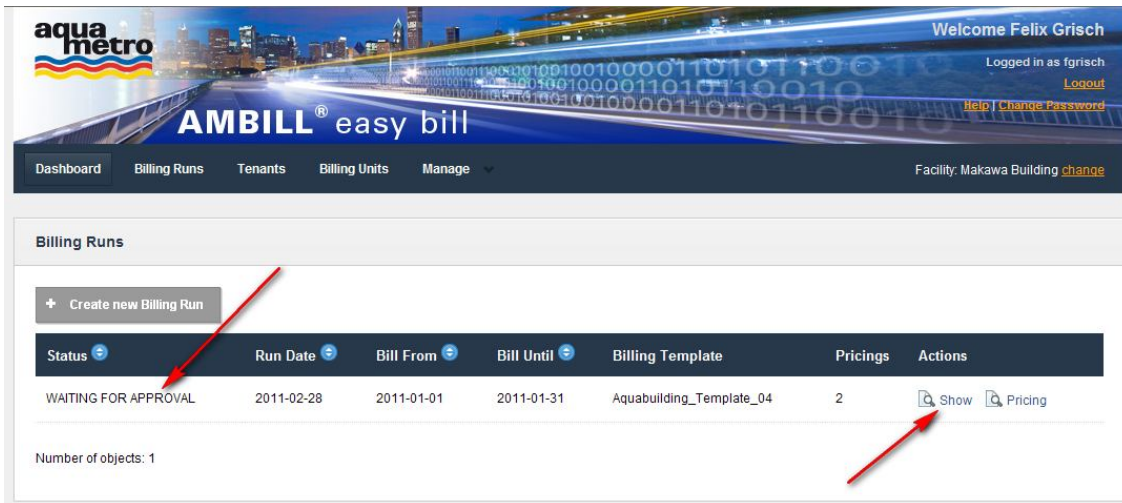 aqua
metro
Welcome Felix Grisch
Logged in as fgrisch
Logout
Help | Change Password
AMBILL® easy bill
Dashboard Billing Runs Tenants Billing Units Manage Facility: Makawa Building change
Billing Runs
+ Create new Billing Run
Status Run Date Bill From Bill Until Billing Template Pricings Actions
WAITING FOR APPROVAL 2011-02-28 2011-01-01 2011-01-31 Aquabuilding_Template_04 2 Show Pricing
Number of objects: 1